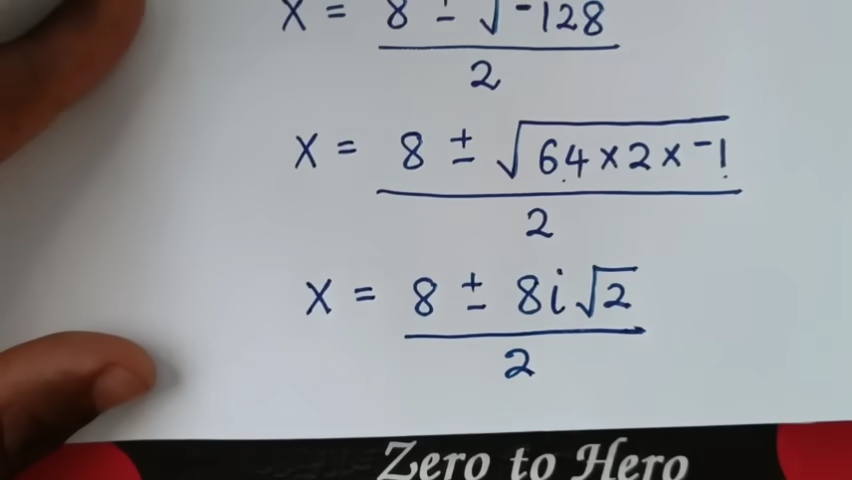 X = 8 ± √-128
2
X = 8 ± √64×2×-1
2
X = 8 ± 8i√2
2
Zero to Hero